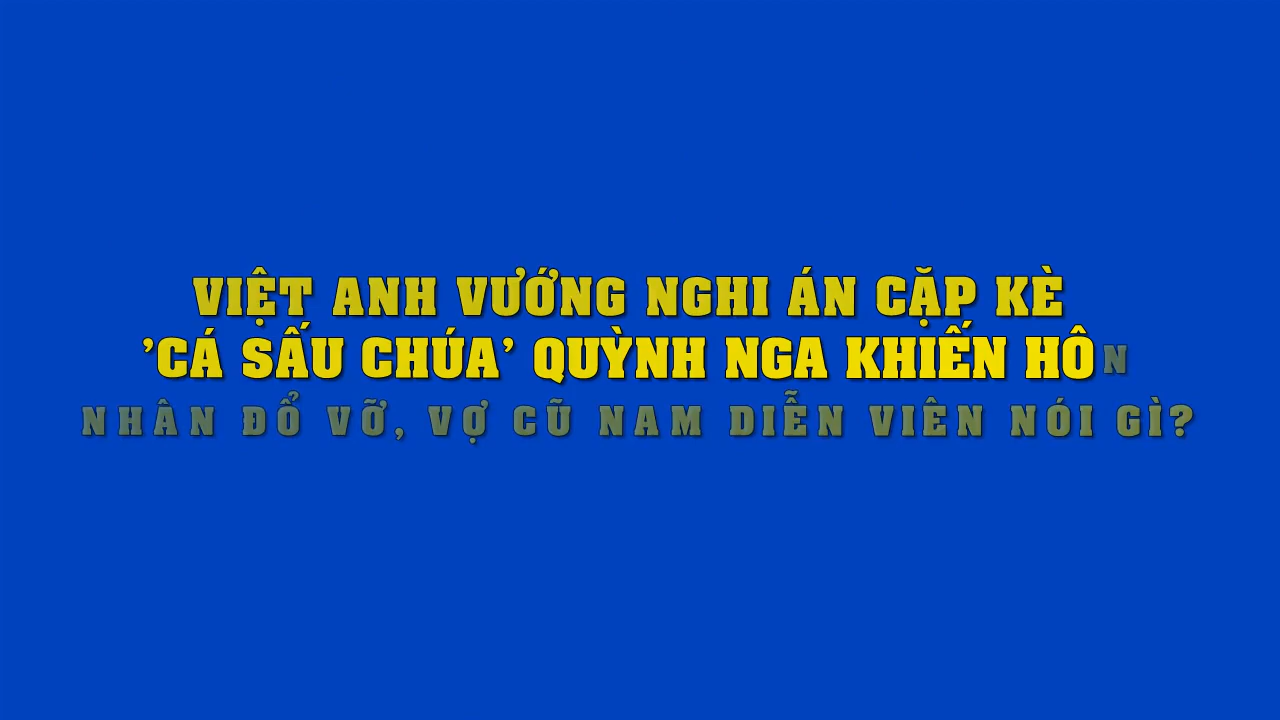 VIỆT ANH VƯỚNG NGHI ÁN CẶP KÈ
'CÁ SẤU CHÚA' QUỲNH NGA KHIẾN HÔN
NHÂN ĐỔ VỠ, VỢ CŨ NAM DIỄN VIÊN NÓI GÌ?